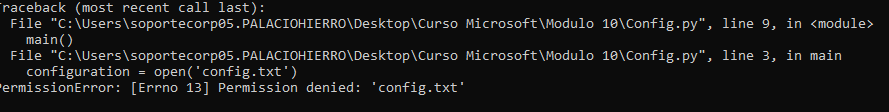 Traceback (most recent call last):
File "C:\Users\soportecorp05.PALACIOHIERRO\Desktop\Curso Microsoft\Modulo 10\Config.py", line 9, in <module>
main()
File "C:\Users\soportecorp05.PALACIOHIERRO\Desktop\Curso Microsoft\Modulo 10\Config.py", line 3, in main
configuration = open('config.txt')
PermissionError: [Errno 13] Permission denied: 'config.txt'